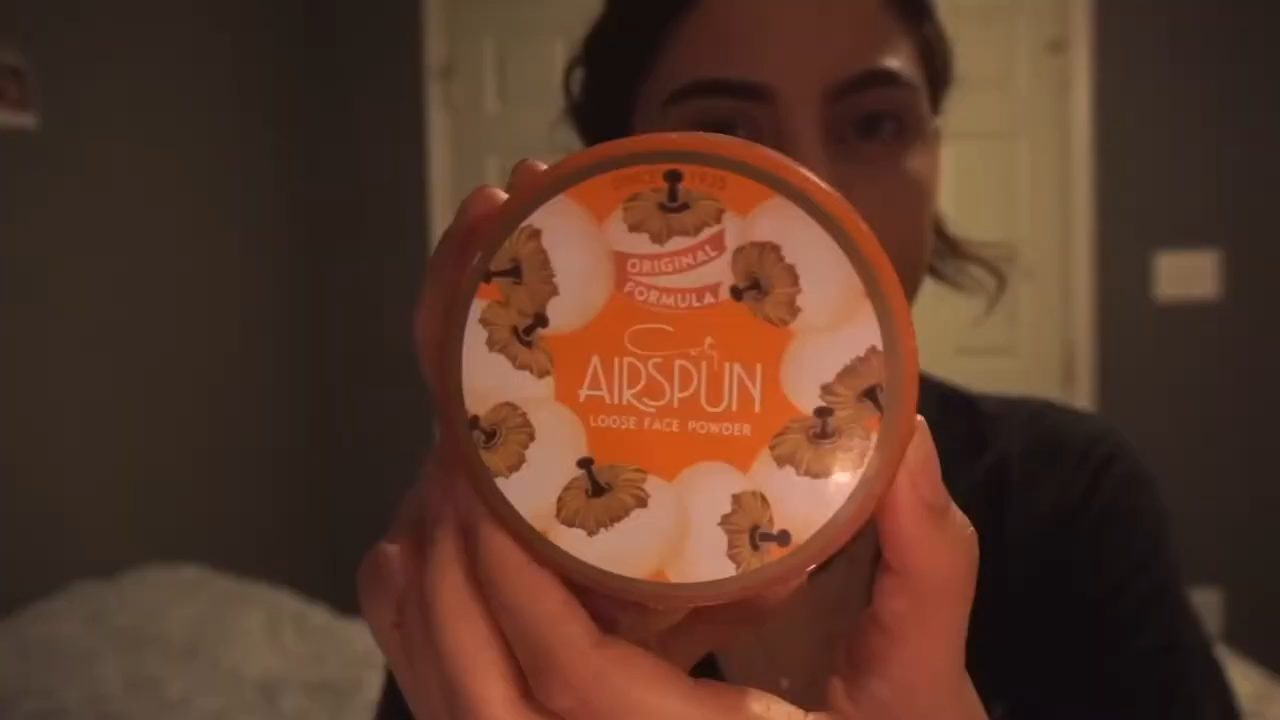 SINCE 1935
ORIGINAL
FORMULA
Coty
AIRSPUN
LOOSE FACE POWDER